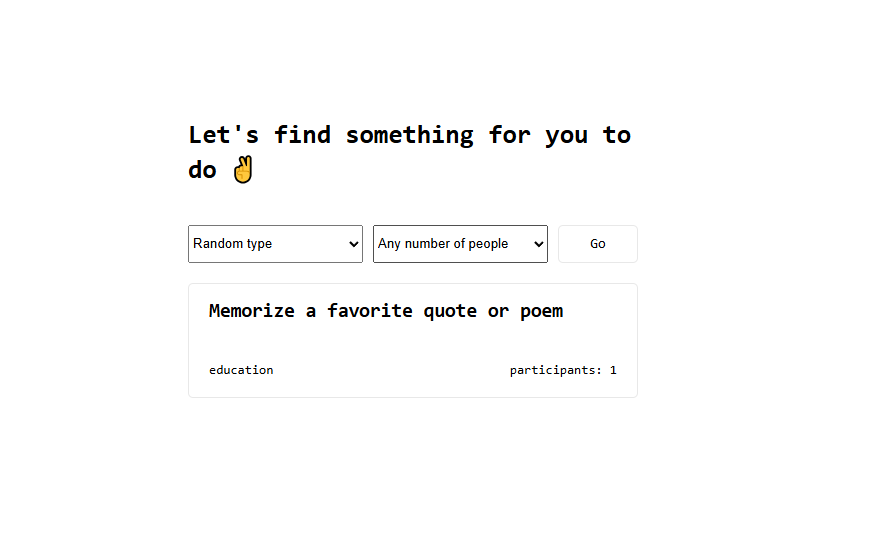 Let's find something for you to
do ✌
Random type
Any number of people
Go
Memorize a favorite quote or poem
education
participants: 1